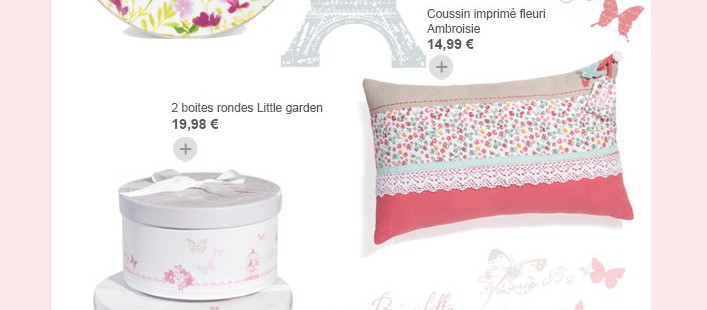 Coussin imprimé fleuri
Ambroisie
14,99 €
2 boites rondes Little garden
19,98 €